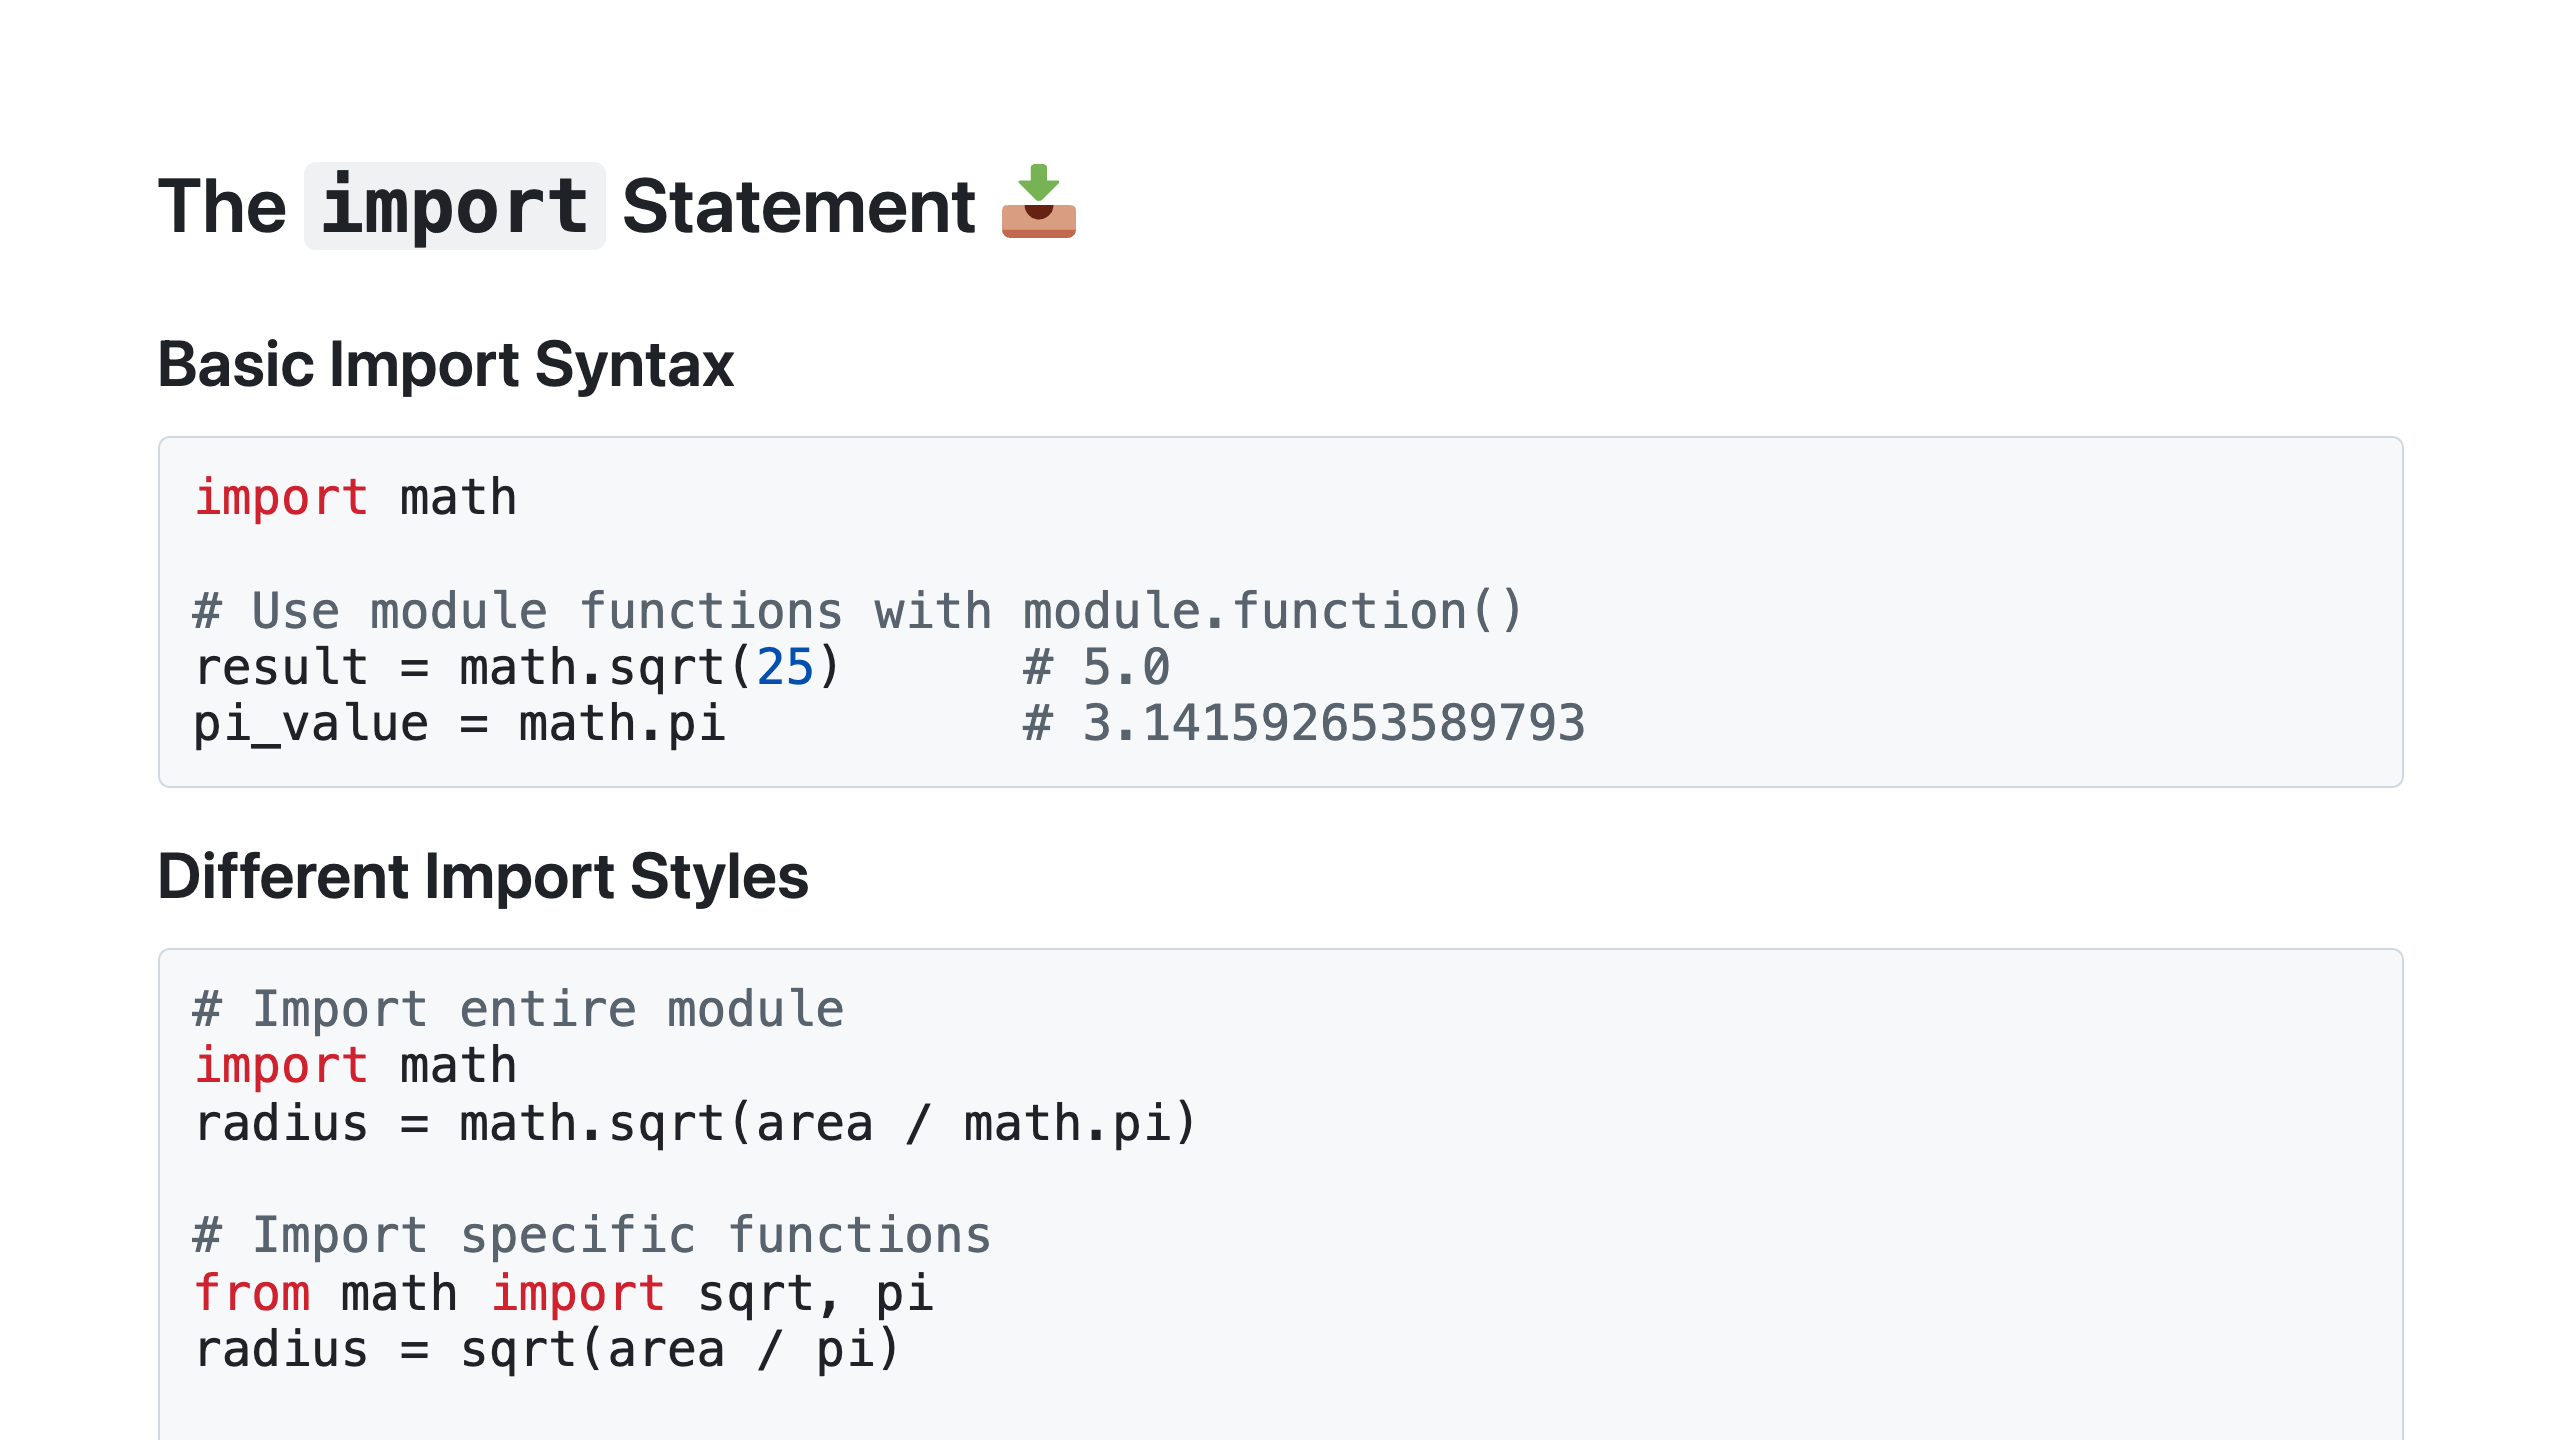 The import Statement 📥
Basic Import Syntax
import math
# Use module functions with module.function()
result = math.sqrt(25)      # 5.0
pi_value = math.pi          # 3.141592653589793
Different Import Styles
# Import entire module
import math
radius = math.sqrt(area / math.pi)
# Import specific functions
from math import sqrt, pi
radius = sqrt(area / pi)